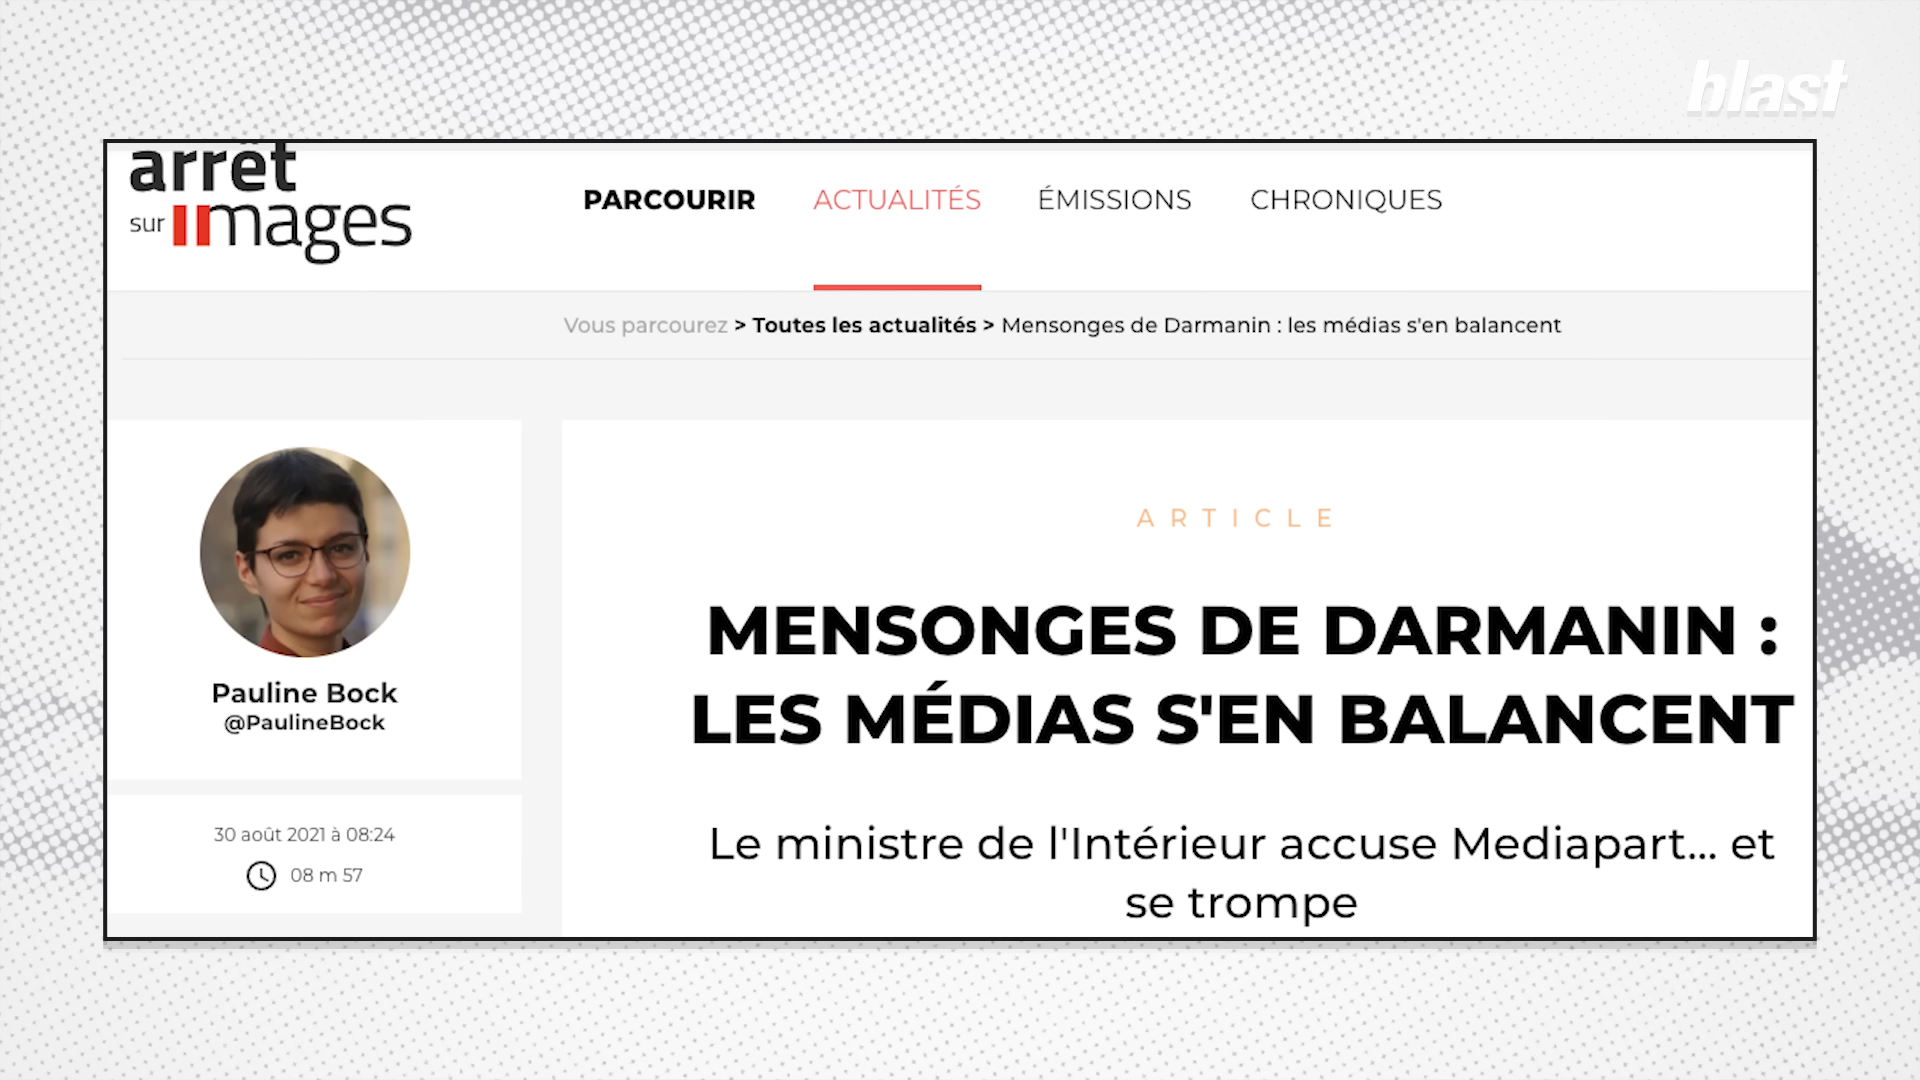 blast
arrêt
sur images
PARCOURIR ACTUALITÉS ÉMISSIONS CHRONIQUES
Vous parcourez > Toutes les actualités > Mensonges de Darmanin : les médias s'en balancent
Pauline Bock
@PaulineBock
30 août 2021 à 08:24
08 m 57
ARTICLE
MENSONGES DE DARMANIN :
LES MÉDIAS S'EN BALANCENT
Le ministre de l'Intérieur accuse Mediapart... et
se trompe